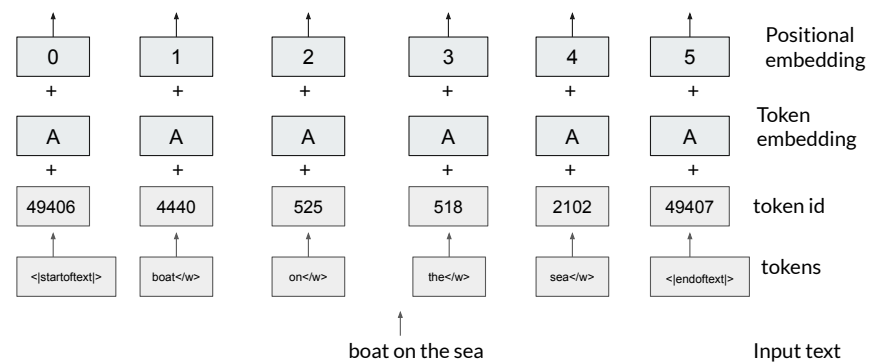 0 1 2 3 4 5 Positional embedding
+ + + + + +
A A A A A A Token embedding
+ + + + + +
49406 4440 525 518 2102 49407 token id
<|startoftext|> boat</w> on</w> the</w> sea</w> <|endoftext|> tokens
boat on the sea Input text